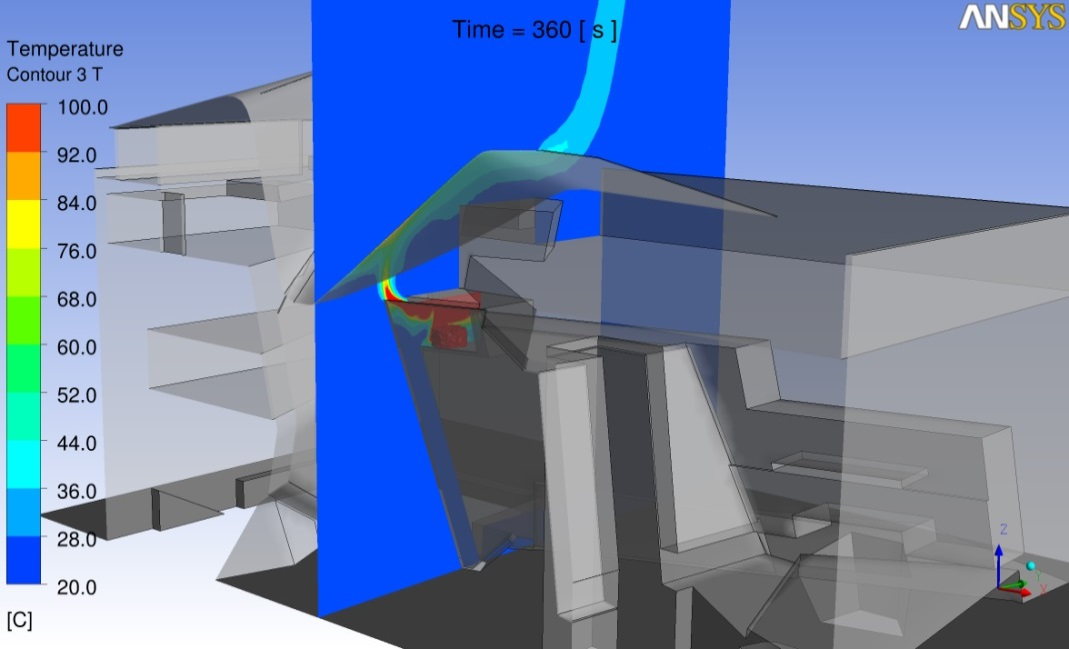 Time = 360 [ s ]
ANSYS
Temperature
Contour 3 T
100.0
92.0
84.0
76.0
68.0
60.0
52.0
44.0
36.0
28.0
20.0
[C]
Z
Y
X